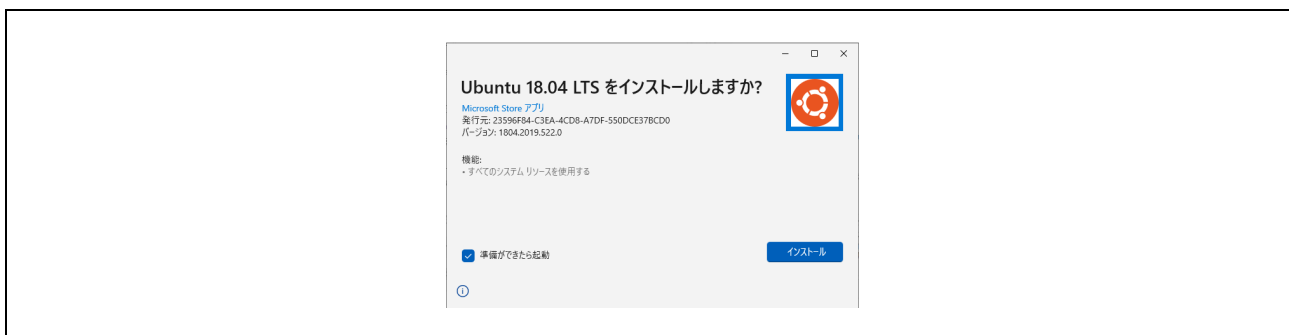 Ubuntu 18.04 LTS をインストールしますか?
Microsoft Store アプリ
発行元: 23596F84-C3EA-4CD8-A7DF-550DCE37BCD0
バージョン: 1804.2019.522.0
機能:
• すべてのシステム リソースを使用する
準備ができたら起動
インストール